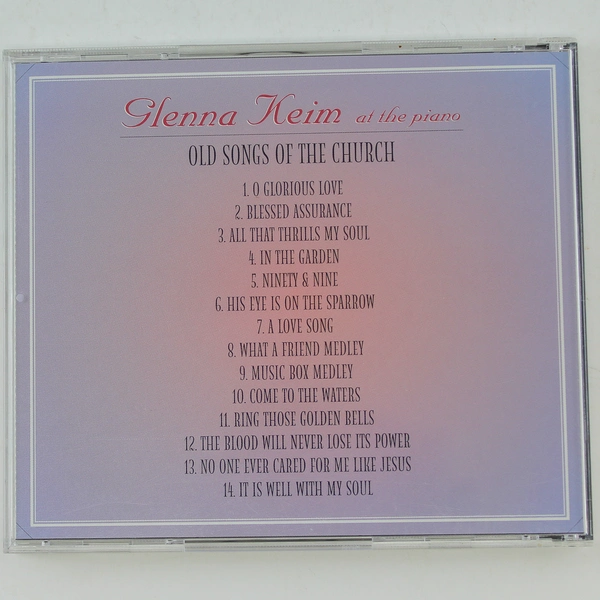 Glenna Keim at the piano
OLD SONGS OF THE CHURCH
1. O GLORIOUS LOVE
2. BLESSED ASSURANCE
3. ALL THAT THRILLS MY SOUL
4. IN THE GARDEN
5. NINETY & NINE
6. HIS EYE IS ON THE SPARROW
7. A LOVE SONG
8. WHAT A FRIEND MEDLEY
9. MUSIC BOX MEDLEY
10. COME TO THE WATERS
11. RING THOSE GOLDEN BELLS
12. THE BLOOD WILL NEVER LOSE ITS POWER
13. NO ONE EVER CARED FOR ME LIKE JESUS
14. IT IS WELL WITH MY SOUL